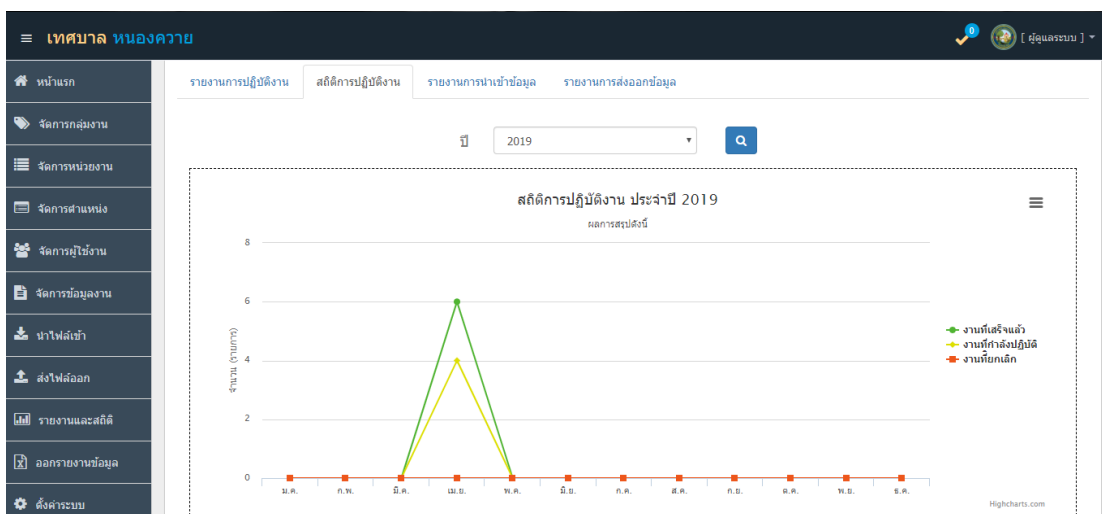 เทศบาล หนองควาย
0
[ ผู้ดูแลระบบ ]
หน้าแรก
จัดการกลุ่มงาน
จัดการหน่วยงาน
จัดการตำแหน่ง
จัดการผู้ใช้งาน
จัดการข้อมูลงาน
นำไฟล์เข้า
ส่งไฟล์ออก
รายงานและสถิติ
ออกรายงานข้อมูล
ตั้งค่าระบบ
รายงานการปฏิบัติงาน สถิติการปฏิบัติงาน รายงานการนำเข้าข้อมูล รายงานการส่งออกข้อมูล
ปี 2019
สถิติการปฏิบัติงาน ประจำปี 2019
ผลการสรุปดังนี้
จำนวน (รายการ)
8
6
4
2
0
ม.ค. ก.พ. มี.ค. เม.ย. พ.ค. มิ.ย. ก.ค. ส.ค. ก.ย. ต.ค. พ.ย. ธ.ค.
งานที่เสร็จแล้ว
งานที่กำลังปฏิบัติ
งานที่ยกเลิก
Highcharts.com